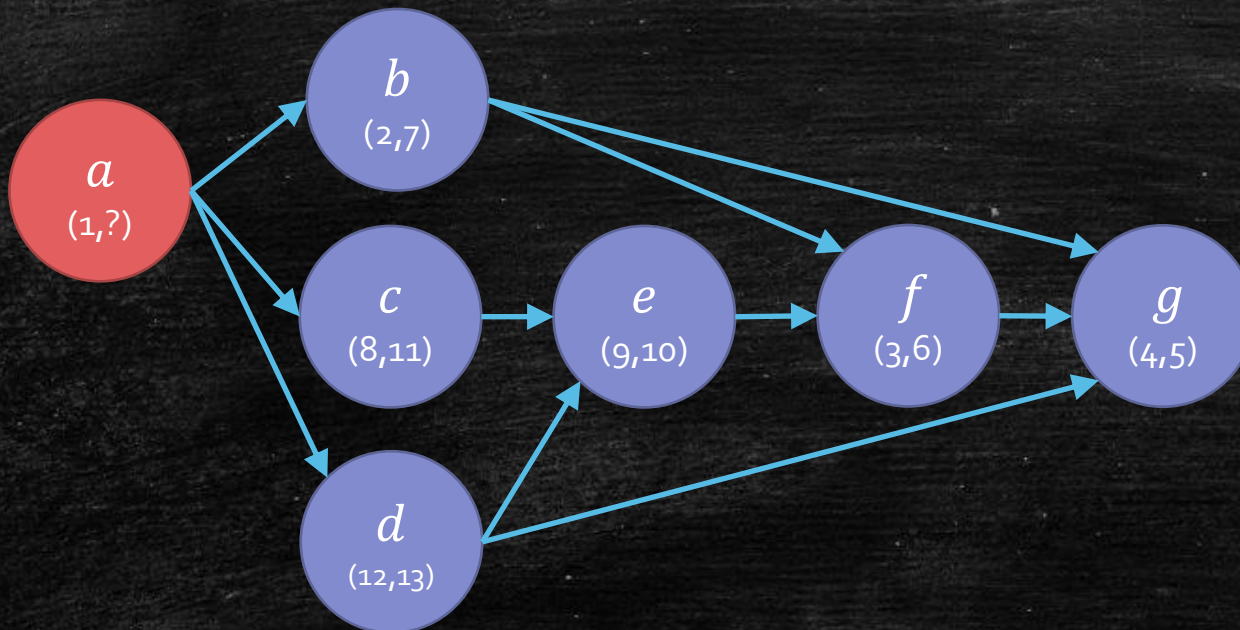 a
(1,?)
b
(2,7)
c
(8,11)
d
(12,13)
e
(9,10)
f
(3,6)
g
(4,5)